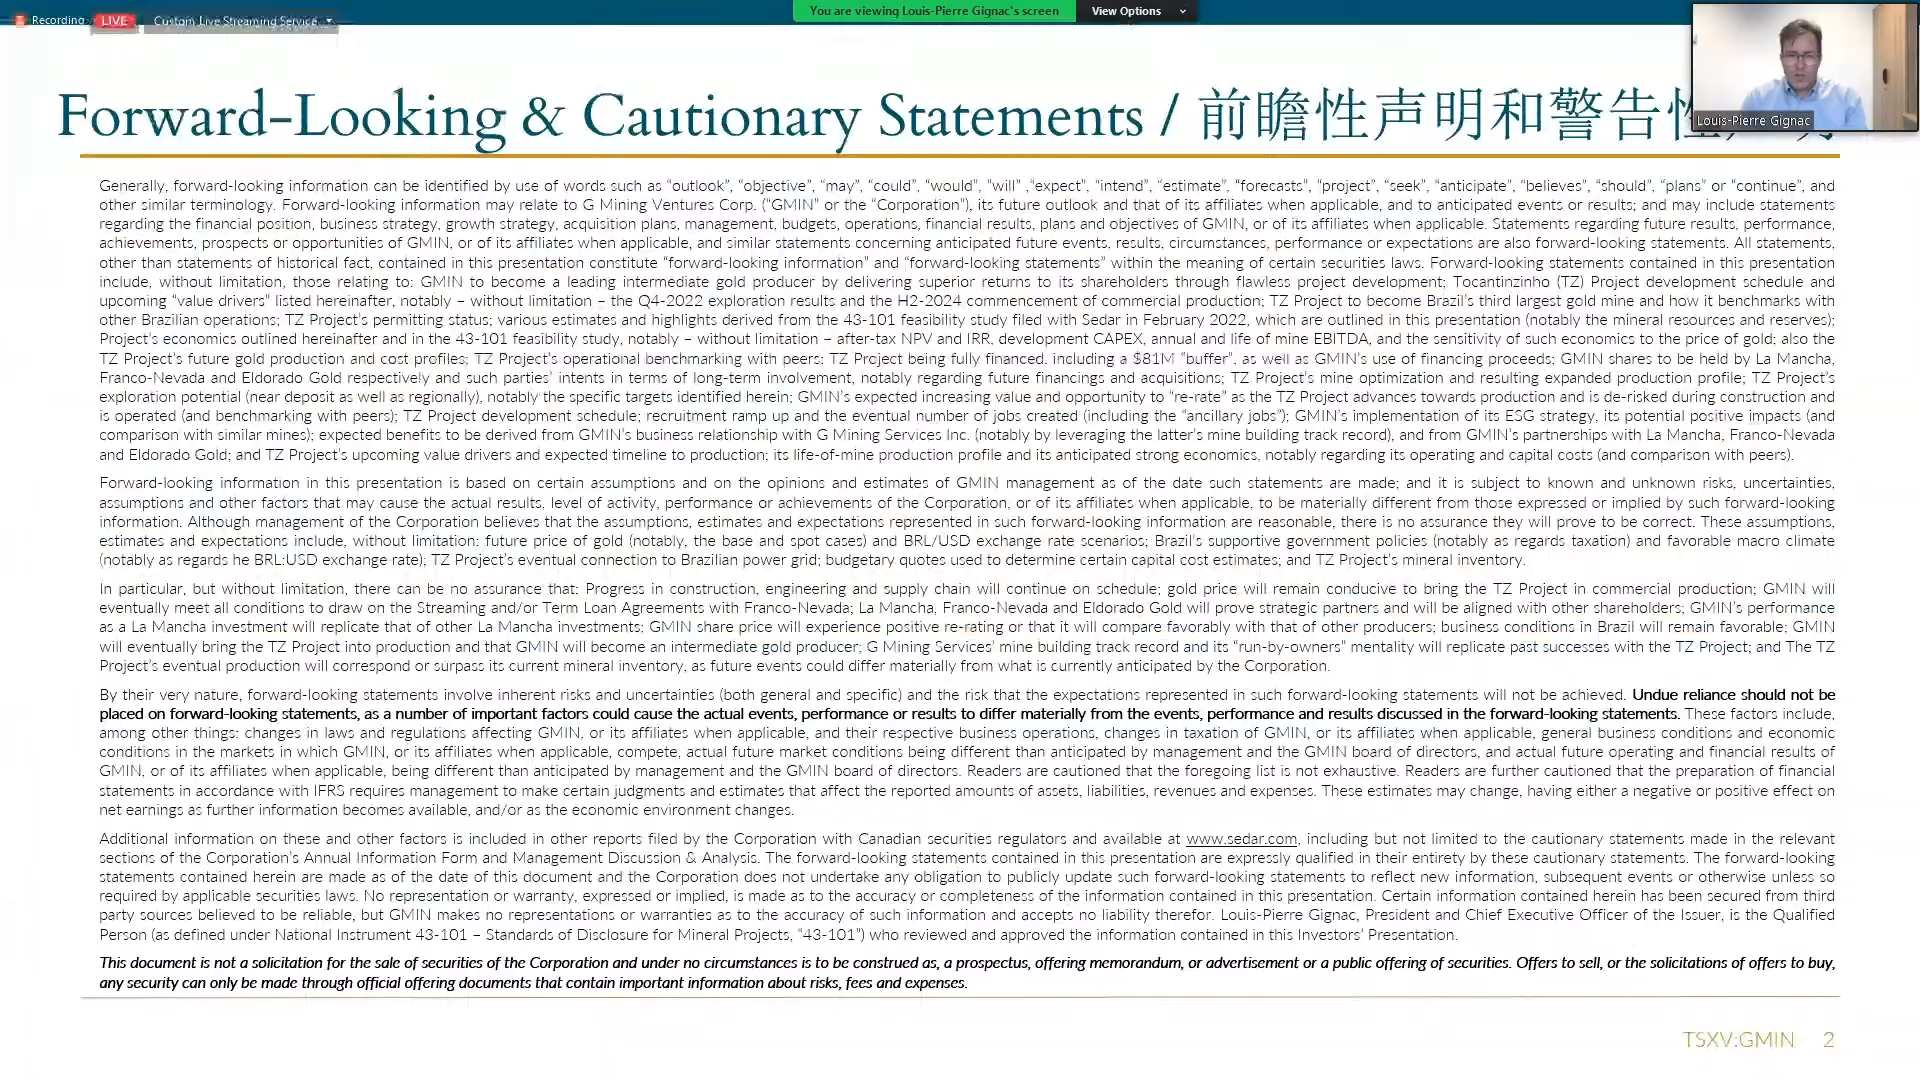 Recording
LIVE
Custom Live Streaming Service
You are viewing Louis-Pierre Gignac's screen
View Options
Forward-Looking & Cautionary Statements / 前瞻性声明和警告性
Louis-Pierre Gignac
Generally, forward-looking information can be identified by use of words such as “outlook”, “objective”, “may”, “could”, “would”, “will” ,“expect”, “intend”, “estimate”, “forecasts”, “project”, “seek”, “anticipate”, “believes”, “should”, “plans” or “continue”, and
other similar terminology. Forward-looking information may relate to G Mining Ventures Corp. (“GMIN” or the “Corporation”), its future outlook and that of its affiliates when applicable, and to anticipated events or results; and may include statements
regarding the financial position, business strategy, growth strategy, acquisition plans, management, budgets, operations, financial results, plans and objectives of GMIN, or of its affiliates when applicable. Statements regarding future results, performance,
achievements, prospects or opportunities of GMIN, or of its affiliates when applicable, and similar statements concerning anticipated future events, results, circumstances, performance or expectations are also forward-looking statements. All statements,
other than statements of historical fact, contained in this presentation constitute “forward-looking information” and “forward-looking statements” within the meaning of certain securities laws. Forward-looking statements contained in this presentation
include, without limitation, those relating to: GMIN to become a leading intermediate gold producer by delivering superior returns to its shareholders through flawless project development; Tocantinzinho (TZ) Project development schedule and
upcoming “value drivers” listed hereinafter, notably – without limitation – the Q4-2022 exploration results and the H2-2024 commencement of commercial production; TZ Project to become Brazil’s third largest gold mine and how it benchmarks with
other Brazilian operations; TZ Project’s permitting status; various estimates and highlights derived from the 43-101 feasibility study filed with Sedar in February 2022, which are outlined in this presentation (notably the mineral resources and reserves);
Project’s economics outlined hereinafter and in the 43-101 feasibility study, notably – without limitation – after-tax NPV and IRR, development CAPEX, annual and life of mine EBITDA, and the sensitivity of such economics to the price of gold; also the
TZ Project’s future gold production and cost profiles; TZ Project’s operational benchmarking with peers; TZ Project being fully financed, including a $81M “buffer”, as well as GMIN’s use of financing proceeds; GMIN shares to be held by La Mancha,
Franco-Nevada and Eldorado Gold respectively and such parties’ intents in terms of long-term involvement, notably regarding future financings and acquisitions; TZ Project’s mine optimization and resulting expanded production profile; TZ Project’s
exploration potential (near deposit as well as regionally), notably the specific targets identified herein; GMIN’s expected increasing value and opportunity to “re-rate” as the TZ Project advances towards production and is de-risked during construction and
is operated (and benchmarking with peers); TZ Project development schedule; recruitment ramp up and the eventual number of jobs created (including the “ancillary jobs”); GMIN’s implementation of its ESG strategy, its potential positive impacts (and
comparison with similar mines); expected benefits to be derived from GMIN’s business relationship with G Mining Services Inc. (notably by leveraging the latter’s mine building track record), and from GMIN’s partnerships with La Mancha, Franco-Nevada
and Eldorado Gold; and TZ Project’s upcoming value drivers and expected timeline to production; its life-of-mine production profile and its anticipated strong economics, notably regarding its operating and capital costs (and comparison with peers).
Forward-looking information in this presentation is based on certain assumptions and on the opinions and estimates of GMIN management as of the date such statements are made; and it is subject to known and unknown risks, uncertainties,
assumptions and other factors that may cause the actual results, level of activity, performance or achievements of the Corporation, or of its affiliates when applicable, to be materially different from those expressed or implied by such forward-looking
information. Although management of the Corporation believes that the assumptions, estimates and expectations represented in such forward-looking information are reasonable, there is no assurance they will prove to be correct. These assumptions,
estimates and expectations include, without limitation: future price of gold (notably, the base and spot cases) and BRL/USD exchange rate scenarios; Brazil’s supportive government policies (notably as regards taxation) and favorable macro climate
(notably as regards he BRL:USD exchange rate); TZ Project’s eventual connection to Brazilian power grid; budgetary quotes used to determine certain capital cost estimates; and TZ Project’s mineral inventory.
In particular, but without limitation, there can be no assurance that: Progress in construction, engineering and supply chain will continue on schedule; gold price will remain conducive to bring the TZ Project in commercial production; GMIN will
eventually meet all conditions to draw on the Streaming and/or Term Loan Agreements with Franco-Nevada; La Mancha, Franco-Nevada and Eldorado Gold will prove strategic partners and will be aligned with other shareholders; GMIN’s performance
as a La Mancha investment will replicate that of other La Mancha investments; GMIN share price will experience positive re-rating or that it will compare favorably with that of other producers; business conditions in Brazil will remain favorable; GMIN
will eventually bring the TZ Project into production and that GMIN will become an intermediate gold producer; G Mining Services’ mine building track record and its “run-by-owners” mentality will replicate past successes with the TZ Project; and The TZ
Project’s eventual production will correspond or surpass its current mineral inventory, as future events could differ materially from what is currently anticipated by the Corporation.
By their very nature, forward-looking statements involve inherent risks and uncertainties (both general and specific) and the risk that the expectations represented in such forward-looking statements will not be achieved. Undue reliance should not be
placed on forward-looking statements, as a number of important factors could cause the actual events, performance or results to differ materially from the events, performance and results discussed in the forward-looking statements. These factors include,
among other things: changes in laws and regulations affecting GMIN, or its affiliates when applicable, and their respective business operations, changes in taxation of GMIN, or its affiliates when applicable, general business conditions and economic
conditions in the markets in which GMIN, or its affiliates when applicable, compete, actual future market conditions being different than anticipated by management and the GMIN board of directors, and actual future operating and financial results of
GMIN, or of its affiliates when applicable, being different than anticipated by management and the GMIN board of directors. Readers are cautioned that the foregoing list is not exhaustive. Readers are further cautioned that the preparation of financial
statements in accordance with IFRS requires management to make certain judgments and estimates that affect the reported amounts of assets, liabilities, revenues and expenses. These estimates may change, having either a negative or positive effect on
net earnings as further information becomes available, and/or as the economic environment changes.
Additional information on these and other factors is included in other reports filed by the Corporation with Canadian securities regulators and available at www.sedar.com, including but not limited to the cautionary statements made in the relevant
sections of the Corporation’s Annual Information Form and Management Discussion & Analysis. The forward-looking statements contained in this presentation are expressly qualified in their entirety by these cautionary statements. The forward-looking
statements contained herein are made as of the date of this document and the Corporation does not undertake any obligation to publicly update such forward-looking statements to reflect new information, subsequent events or otherwise unless so
required by applicable securities laws. No representation or warranty, expressed or implied, is made as to the accuracy or completeness of the information contained in this presentation. Certain information contained herein has been secured from third
party sources believed to be reliable, but GMIN makes no representations or warranties as to the accuracy of such information and accepts no liability therefor. Louis-Pierre Gignac, President and Chief Executive Officer of the Issuer, is the Qualified
Person (as defined under National Instrument 43-101 – Standards of Disclosure for Mineral Projects, “43-101”) who reviewed and approved the information contained in this Investors’ Presentation.
This document is not a solicitation for the sale of securities of the Corporation and under no circumstances is to be construed as, a prospectus, offering memorandum, or advertisement or a public offering of securities. Offers to sell, or the solicitations of offers to buy,
any security can only be made through official offering documents that contain important information about risks, fees and expenses.
TSXV:GMIN 2